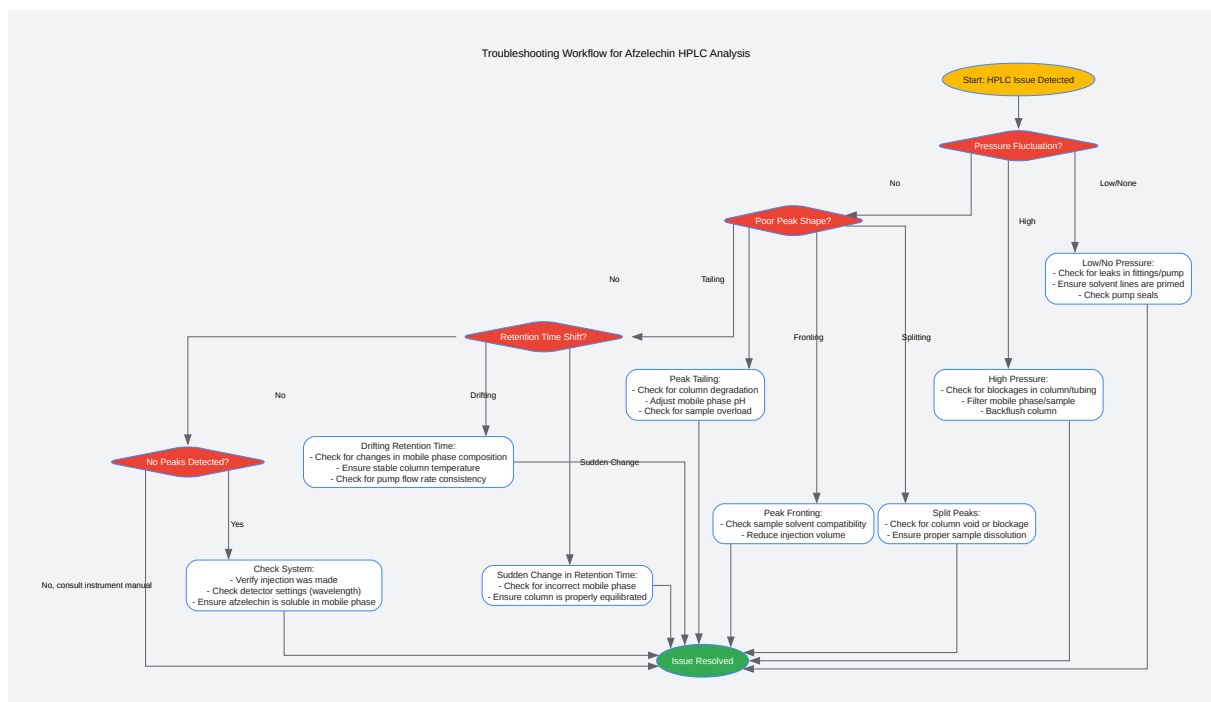 Troubleshooting Workflow for Afzelechin HPLC Analysis
Start: HPLC Issue Detected
Pressure Fluctuation?
No
Low/None
High
Poor Peak Shape?
Low/No Pressure:
- Check for leaks in fittings/pump
- Ensure solvent lines are primed
- Check pump seals
No
Tailing
Fronting
Splitting
Retention Time Shift?
Peak Tailing:
- Check for column degradation
- Adjust mobile phase pH
- Check for sample overload
High Pressure:
- Check for blockages in column/tubing
- Filter mobile phase/sample
- Backflush column
No
Drifting
Sudden Change
No Peaks Detected?
Drifting Retention Time:
- Check for changes in mobile phase composition
- Ensure stable column temperature
- Check for pump flow rate consistency
Peak Fronting:
- Check sample solvent compatibility
- Reduce injection volume
Split Peaks:
- Check for column void or blockage
- Ensure proper sample dissolution
Yes
No, consult instrument manual
Check System:
- Verify injection was made
- Check detector settings (wavelength)
- Ensure afzelechin is soluble in mobile phase
Sudden Change in Retention Time:
- Check for incorrect mobile phase
- Ensure column is properly equilibrated
Issue Resolved